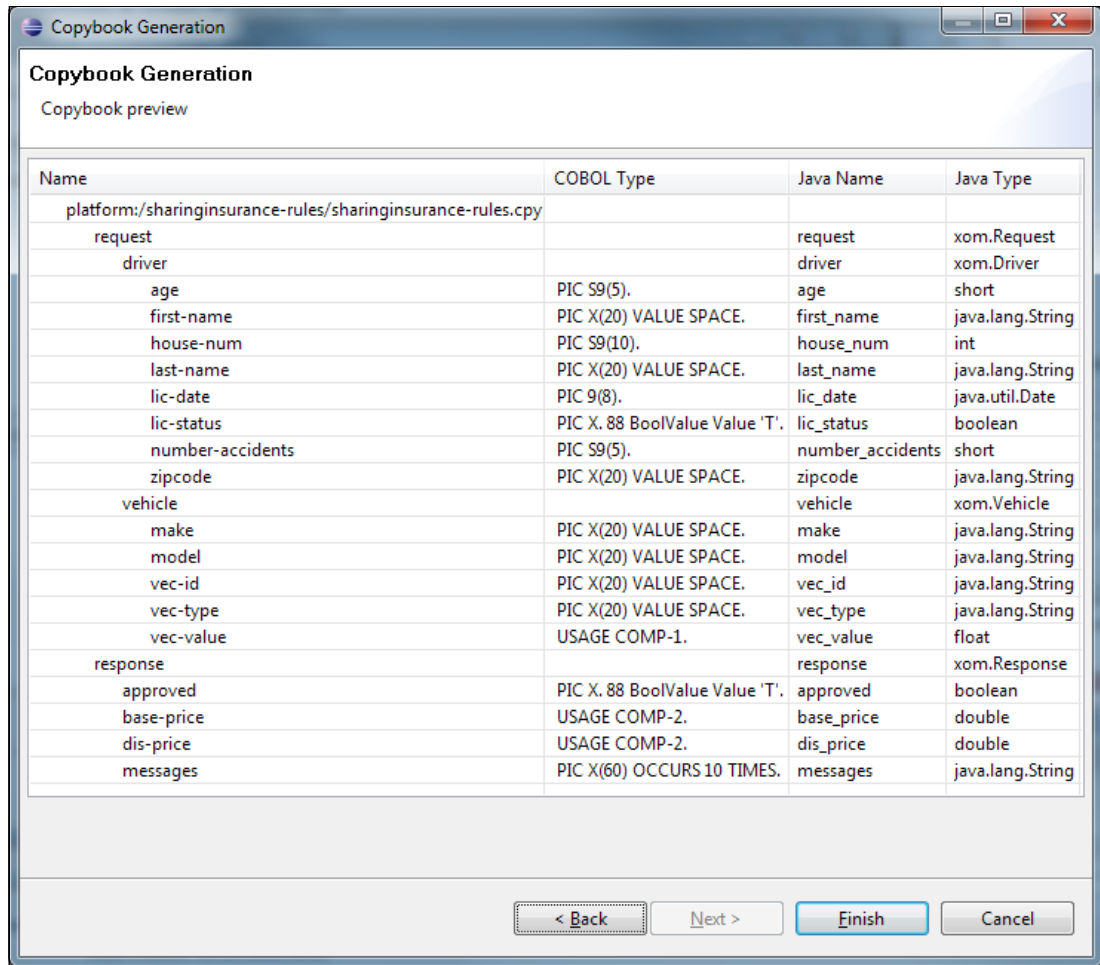 Copybook Generation
Copybook Generation
Copybook preview
Name COBOL Type Java Name Java Type
platform:/sharinginsurance-rules/sharinginsurance-rules.cpy
request request xom.Request
driver driver xom.Driver
age PIC S9(5). age short
first-name PIC X(20) VALUE SPACE. first_name java.lang.String
house-num PIC S9(10). house_num int
last-name PIC X(20) VALUE SPACE. last_name java.lang.String
lic-date PIC 9(8). lic_date java.util.Date
lic-status PIC X. 88 BoolValue Value 'T'. lic_status boolean
number-accidents PIC S9(5). number_accidents short
zipcode PIC X(20) VALUE SPACE. zipcode java.lang.String
vehicle vehicle xom.Vehicle
make PIC X(20) VALUE SPACE. make java.lang.String
model PIC X(20) VALUE SPACE. model java.lang.String
vec-id PIC X(20) VALUE SPACE. vec_id java.lang.String
vec-type PIC X(20) VALUE SPACE. vec_type java.lang.String
vec-value USAGE COMP-1. vec_value float
response response xom.Response
approved PIC X. 88 BoolValue Value 'T'. approved boolean
base-price USAGE COMP-2. base_price double
dis-price USAGE COMP-2. dis_price double
messages PIC X(60) OCCURS 10 TIMES. messages java.lang.String
< Back Next > Finish Cancel